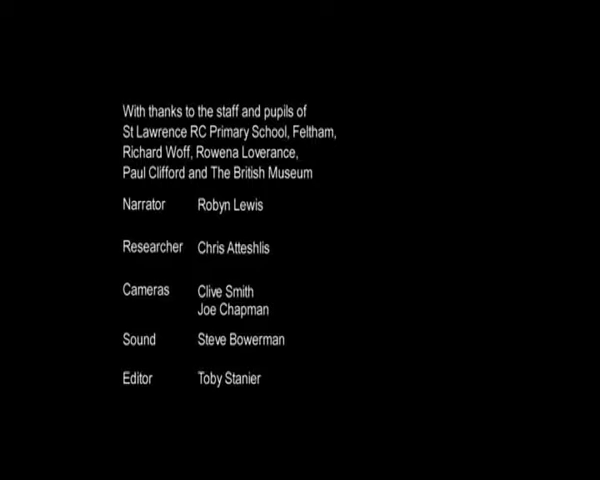 With thanks to the staff and pupils of
St Lawrence RC Primary School, Feltham,
Richard Woff, Rowena Loverance,
Paul Clifford and The British Museum
Narrator Robyn Lewis
Researcher Chris Atteshlis
Cameras Clive Smith
Joe Chapman
Sound Steve Bowerman
Editor Toby Stanier